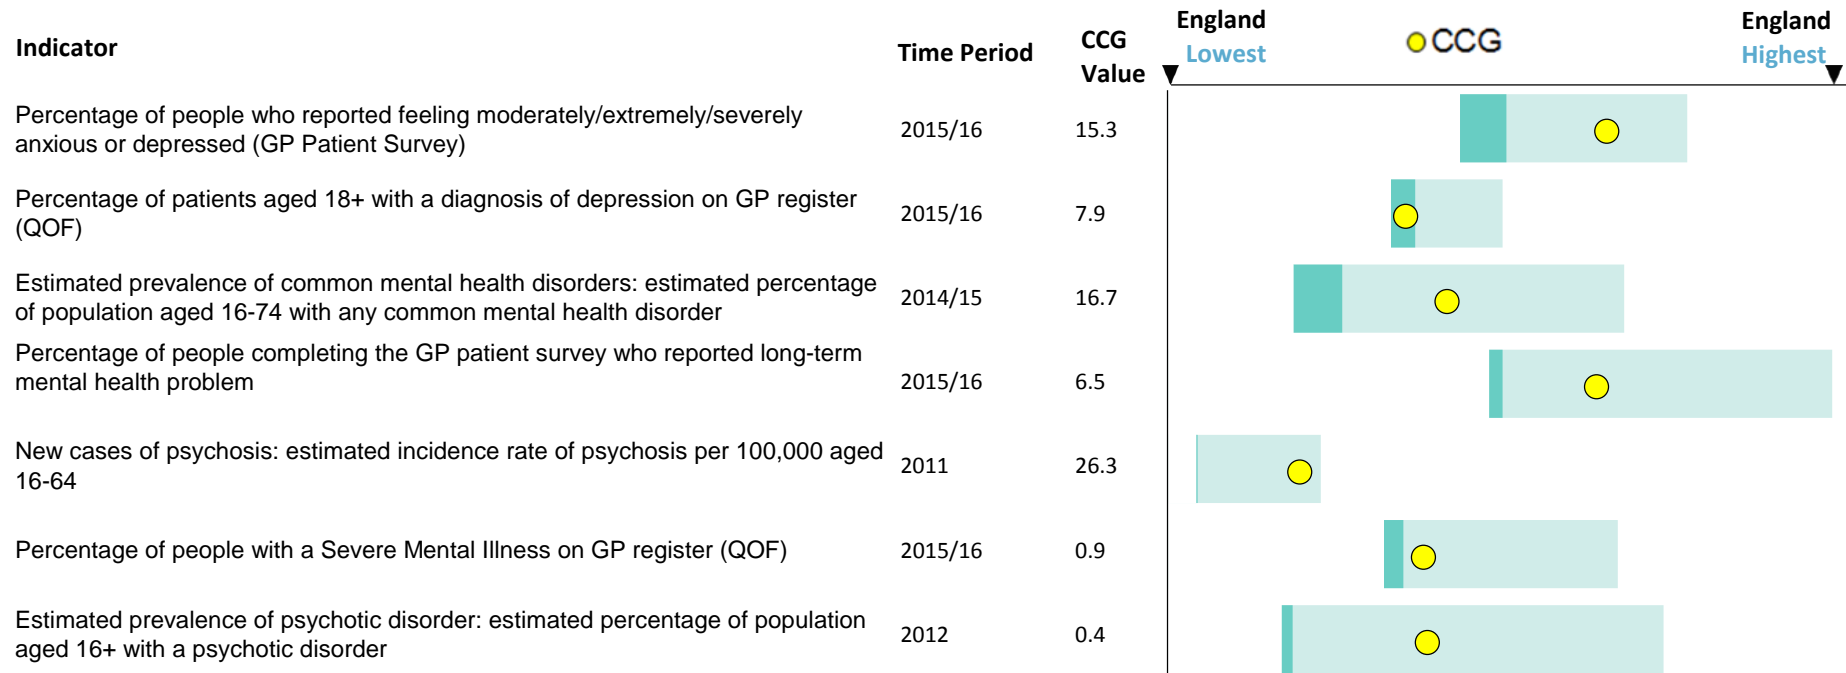 Indicator
Time Period
CCG
Value
England
Lowest
CCG
England
Highest
Percentage of people who reported feeling moderately/extremely/severely
anxious or depressed (GP Patient Survey)
2015/16
15.3
Percentage of patients aged 18+ with a diagnosis of depression on GP register
(QOF)
2015/16
7.9
Estimated prevalence of common mental health disorders: estimated percentage
of population aged 16-74 with any common mental health disorder
2014/15
16.7
Percentage of people completing the GP patient survey who reported long-term
mental health problem
2015/16
6.5
New cases of psychosis: estimated incidence rate of psychosis per 100,000 aged
16-64
2011
26.3
Percentage of people with a Severe Mental Illness on GP register (QOF)
2015/16
0.9
Estimated prevalence of psychotic disorder: estimated percentage of population
aged 16+ with a psychotic disorder
2012
0.4